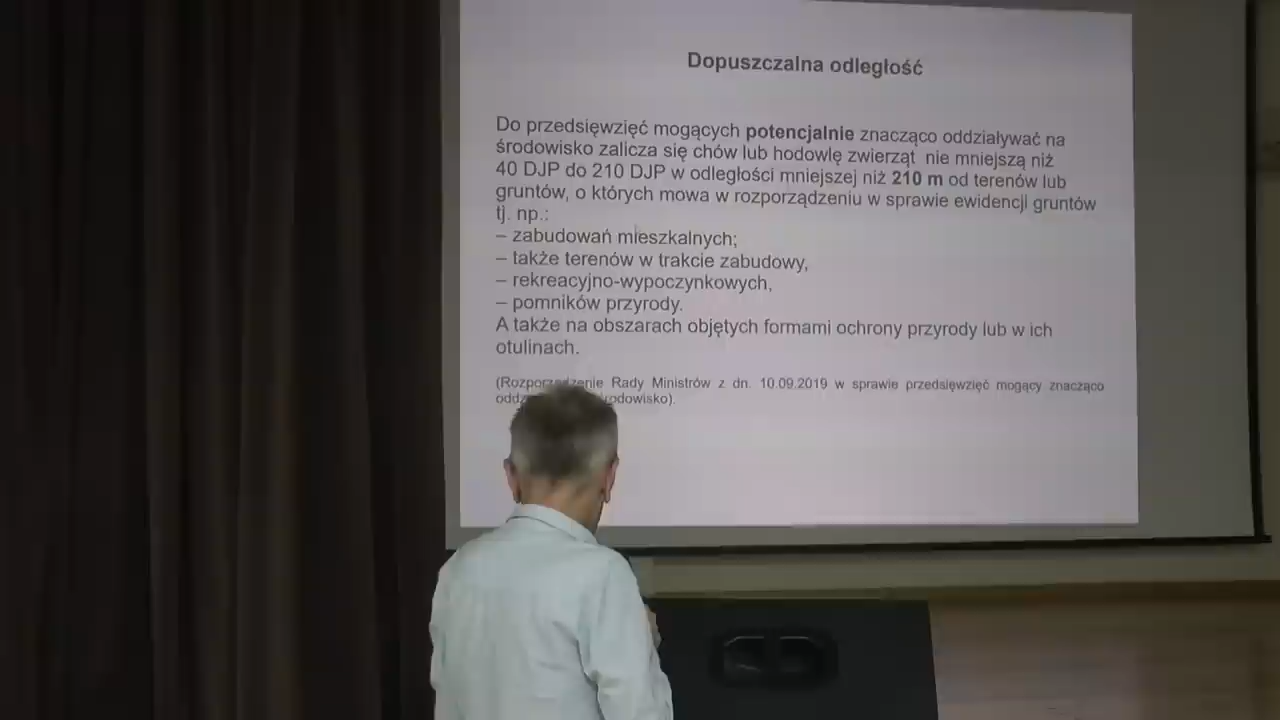 Dopuszczalna odległość
Do przedsięwzięć mogących potencjalnie znacząco oddziaływać na
środowisko zalicza się chów lub hodowlę zwierząt nie mniejszą niż
40 DJP do 210 DJP w odległości mniejszej niż 210 m od terenów lub
gruntów, o których mowa w rozporządzeniu w sprawie ewidencji gruntów
tj. np.:
– zabudowań mieszkalnych;
– także terenów w trakcie zabudowy,
– rekreacyjno-wypoczynkowych,
– pomników przyrody.
A także na obszarach objętych formami ochrony przyrody lub w ich
otulinach.
(Rozporządzenie Rady Ministrów z dn. 10.09.2019 w sprawie przedsięwzięć mogący znacząco